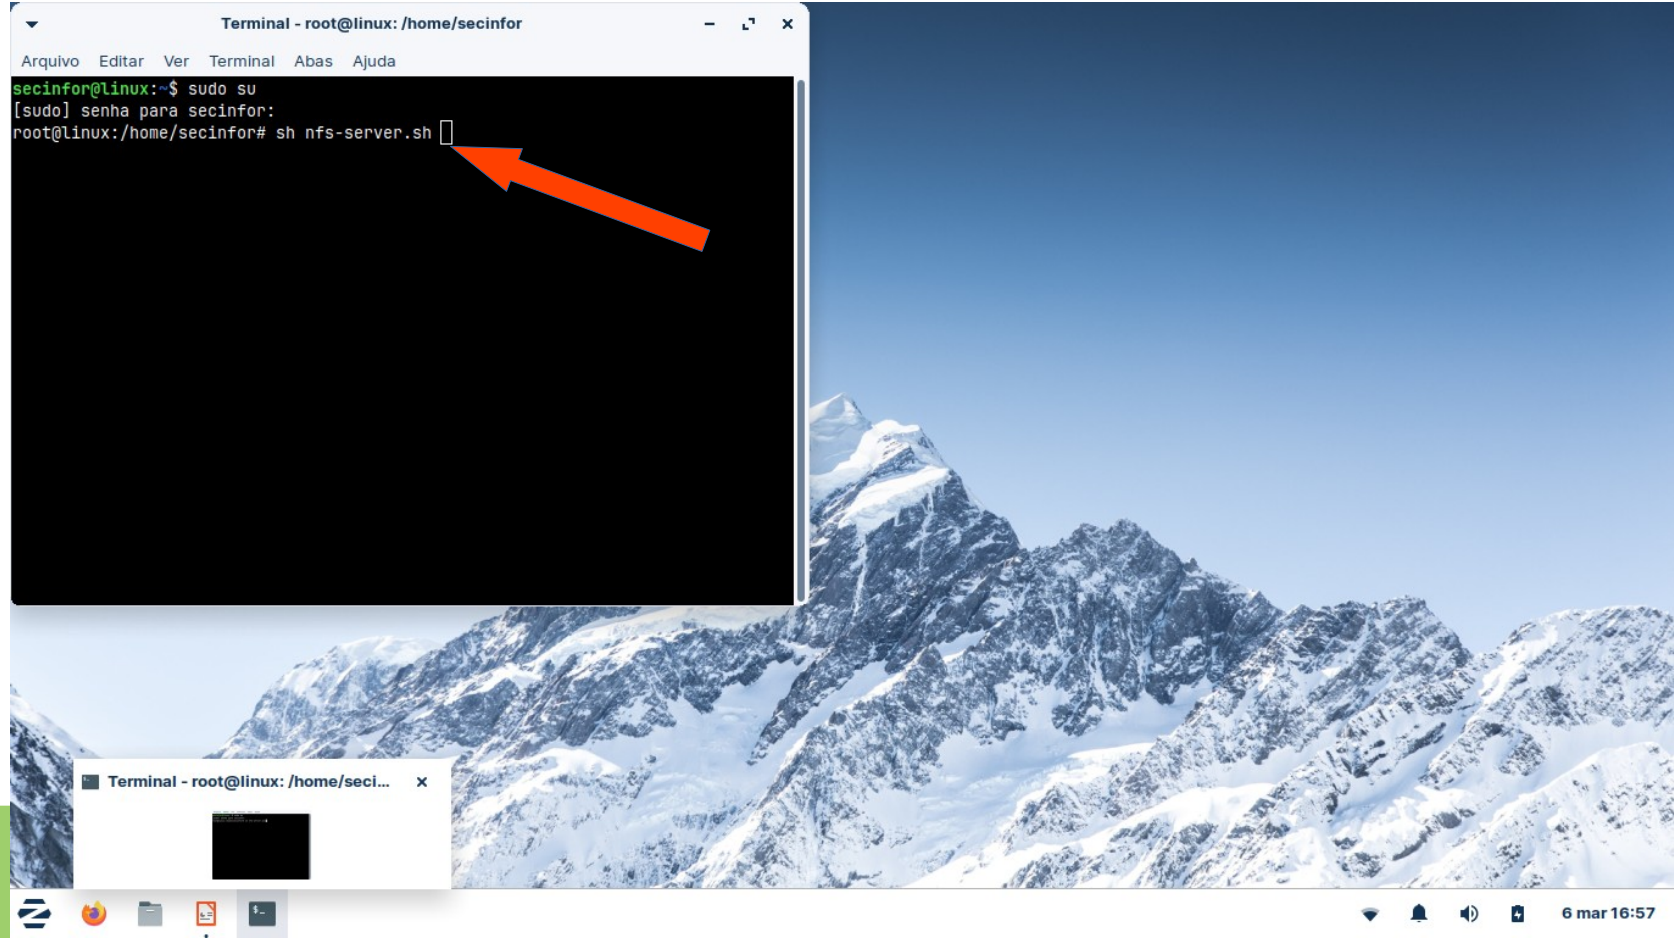 Terminal - root@linux: /home/secinfor
Arquivo Editar Ver Terminal Abas Ajuda
secinfor@linux:~$ sudo su
[sudo] senha para secinfor:
root@linux:/home/secinfor# sh nfs-server.sh
Terminal - root@linux: /home/seci...
6 mar 16:57